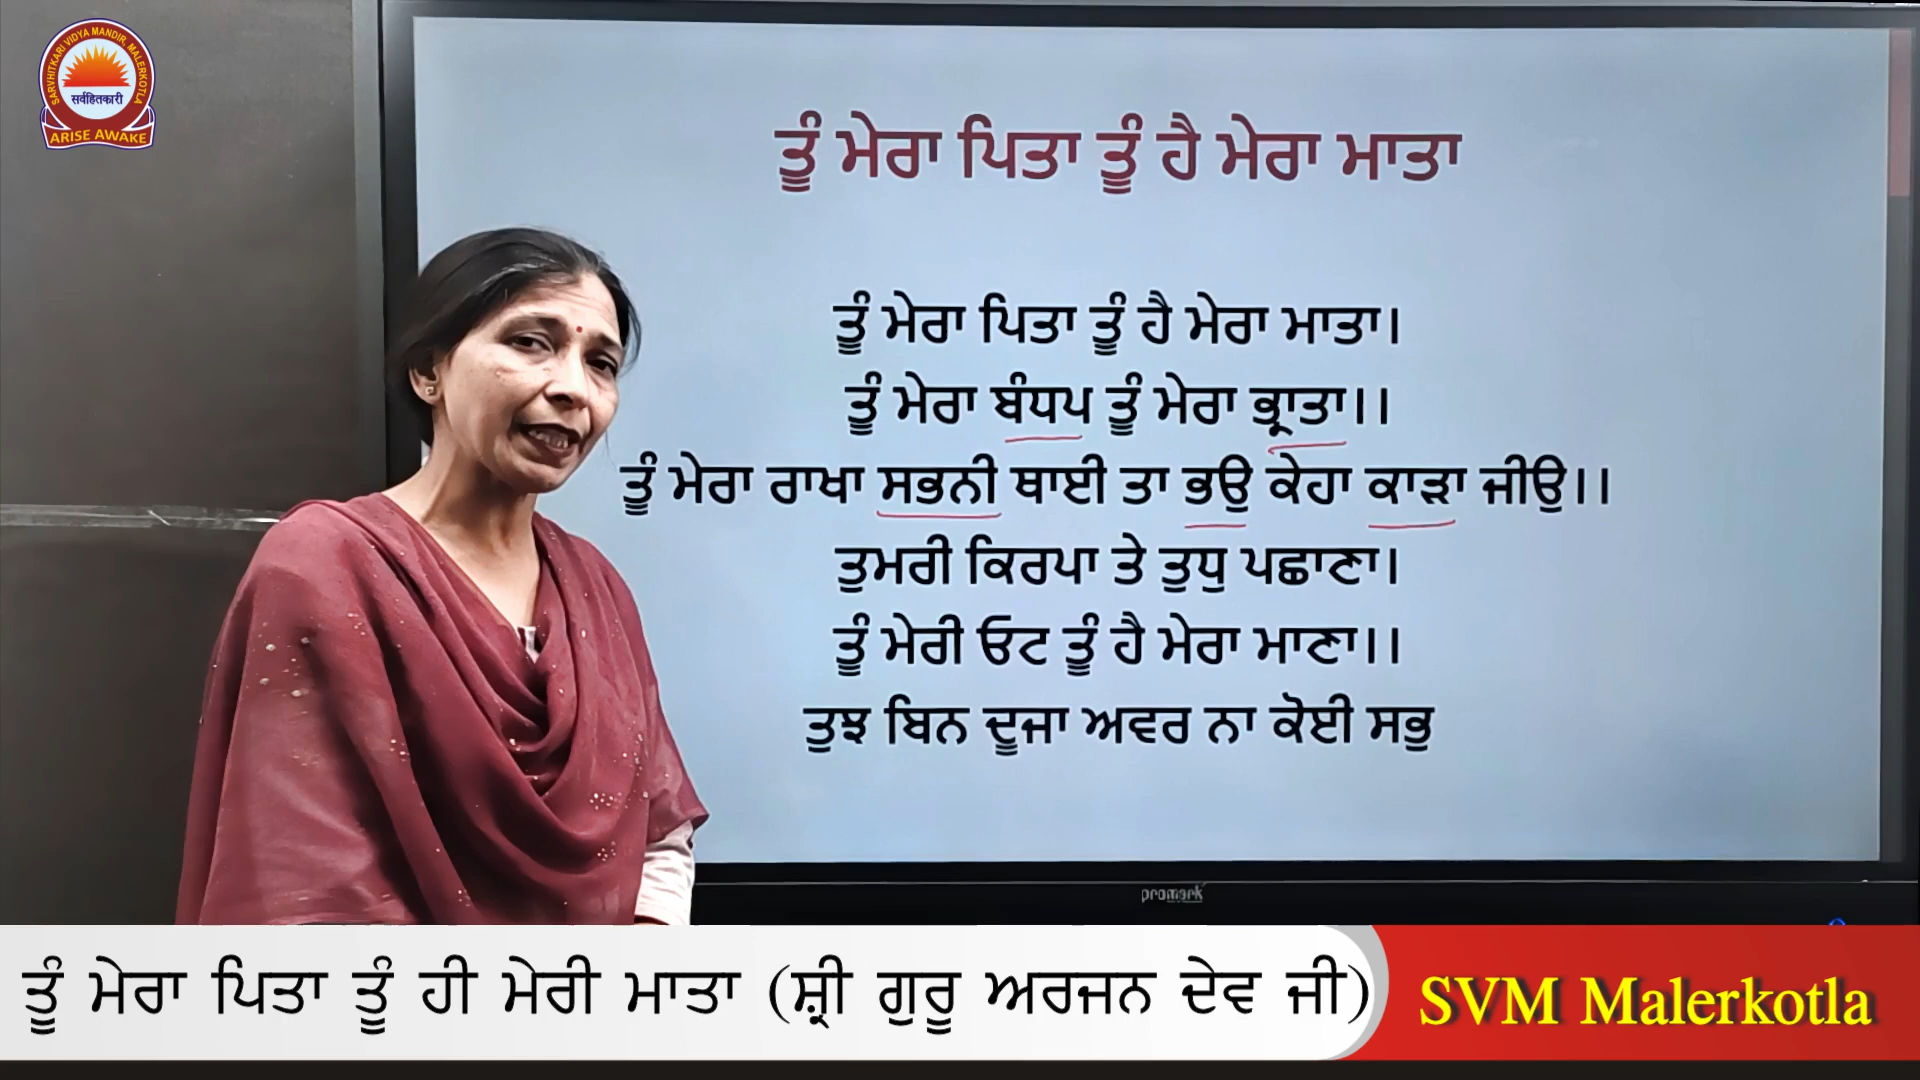 SARVHITKARI VIDYA MANDIR, MALERKOTLA
सर्वहितकारी
ARISE AWAKE
ਤੂੰ ਮੇਰਾ ਪਿਤਾ ਤੂੰ ਹੈ ਮੇਰਾ ਮਾਤਾ
ਤੂੰ ਮੇਰਾ ਪਿਤਾ ਤੂੰ ਹੈ ਮੇਰਾ ਮਾਤਾ।
ਤੂੰ ਮੇਰਾ ਬੰਧਪ ਤੂੰ ਮੇਰਾ ਭ੍ਰਾਤਾ।।
ਤੂੰ ਮੇਰਾ ਰਾਖਾ ਸਭਨੀ ਥਾਈ ਤਾ ਭਉ ਕੇਹਾ ਕਾੜਾ ਜੀਉ।।
ਤੁਮਰੀ ਕਿਰਪਾ ਤੇ ਤੁਧੁ ਪਛਾਣਾ।
ਤੂੰ ਮੇਰੀ ਓਟ ਤੂੰ ਹੈ ਮੇਰਾ ਮਾਣਾ।।
ਤੁਝ ਬਿਨ ਦੂਜਾ ਅਵਰ ਨਾ ਕੋਈ ਸਭੁ
promark
ਤੂੰ ਮੇਰਾ ਪਿਤਾ ਤੂੰ ਹੀ ਮੇਰੀ ਮਾਤਾ (ਸ਼੍ਰੀ ਗੁਰੂ ਅਰਜਨ ਦੇਵ ਜੀ)
SVM Malerkotla